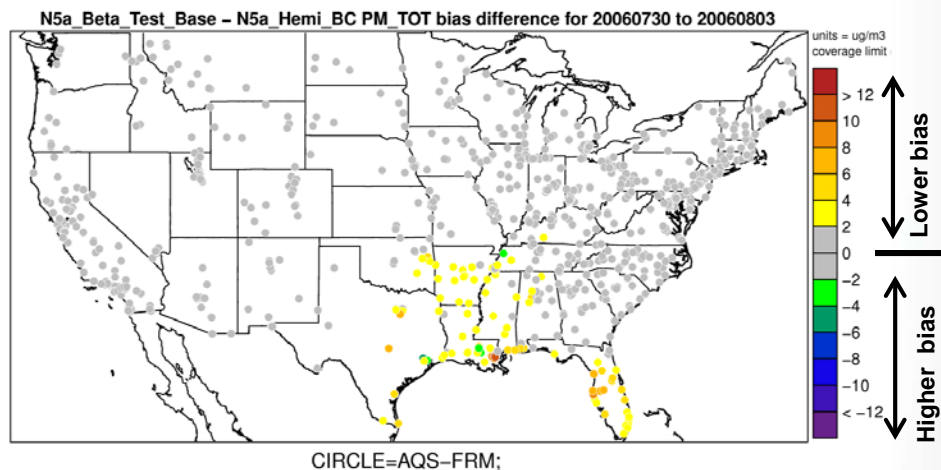 N5a_Beta_Test_Base − N5a_Hemi_BC PM_TOT bias difference for 20060730 to 20060803
units = ug/m3
coverage limit
> 12
10
8
6
4
2
0
−2
−4
−6
−8
−10
< −12
Lower bias
Higher bias
CIRCLE=AQS−FRM;